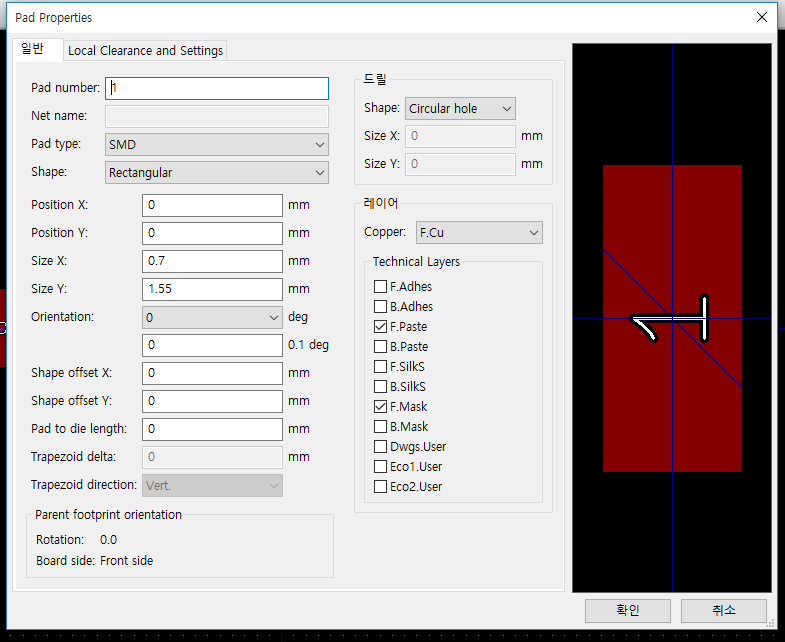 Pad Properties
일반
Local Clearance and Settings
Pad number: 1
Net name:
Pad type: SMD
Shape: Rectangular
Position X: 0 mm
Position Y: 0 mm
Size X: 0.7 mm
Size Y: 1.55 mm
Orientation: 0 deg
0 0.1 deg
Shape offset X: 0 mm
Shape offset Y: 0 mm
Pad to die length: 0 mm
Trapezoid delta: 0 mm
Trapezoid direction: Vert.
Parent footprint orientation
Rotation: 0.0
Board side: Front side
드릴
Shape: Circular hole
Size X: 0 mm
Size Y: 0 mm
레이어
Copper: F.Cu
Technical Layers
F.Adhes
B.Adhes
F.Paste
B.Paste
F.SilkS
B.SilkS
F.Mask
B.Mask
Dwgs.User
Eco1.User
Eco2.User
1
확인
취소